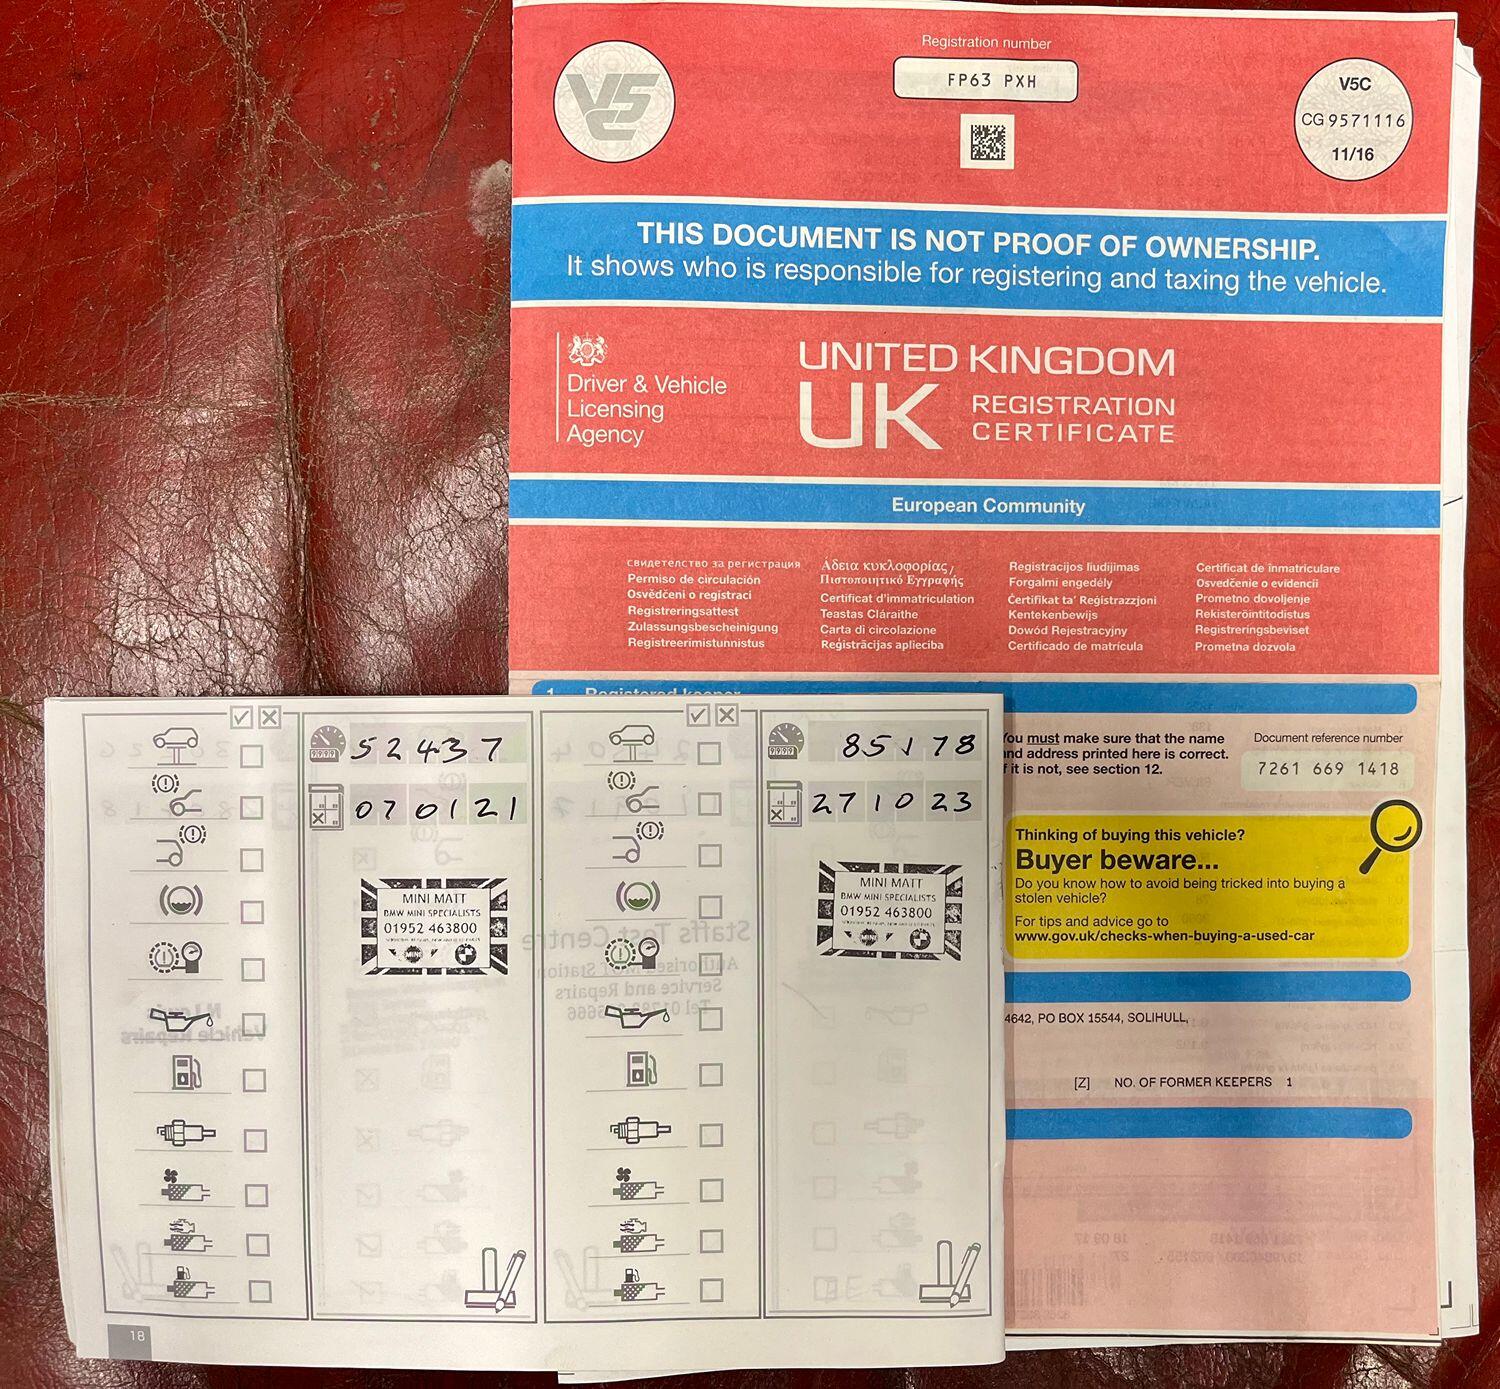 Registration number
FP63 PXH
V5C
V5C
CG 9571116
11/16
THIS DOCUMENT IS NOT PROOF OF OWNERSHIP.
It shows who is responsible for registering and taxing the vehicle.
Driver & Vehicle
Licensing
Agency
UNITED KINGDOM
UK REGISTRATION
CERTIFICATE
European Community
свидетелство за регистрация
Permiso de circulación
Osvědčeni o registraci
Registreringsattest
Zulassungsbescheinigung
Registreerimistunnistus
Άδεια κυκλοφορίας/
Πιστοποιητικό Εγγραφής
Certificat d'immatriculation
Teastas Cláraithe
Carta di circolazione
Reģistrācijas apliecība
Registracijos liudijimas
Forgalmi engedély
Ċertifikat ta' Reġistrazzjoni
Kentekenbewijs
Dowód Rejestracyjny
Certificado de matrícula
Certificat de înmatriculare
Osvedčenie o evidencii
Prometno dovoljenje
Rekisteröintitodistus
Registreringsbeviset
Prometna dozvola
1. Registered keeper
You must make sure that the name
and address printed here is correct.
if it is not, see section 12.
Document reference number
7261 669 1418
Thinking of buying this vehicle?
Buyer beware...
Do you know how to avoid being tricked into buying a
stolen vehicle?
For tips and advice go to
www.gov.uk/checks-when-buying-a-used-car
4642, PO BOX 15544, SOLIHULL,
[Z] NO. OF FORMER KEEPERS 1
52437
070121
MINI MATT
BMW MINI SPECIALISTS
01952 463800
MINI
85178
271023
MINI MATT
BMW MINI SPECIALISTS
01952 463800
MINI
18